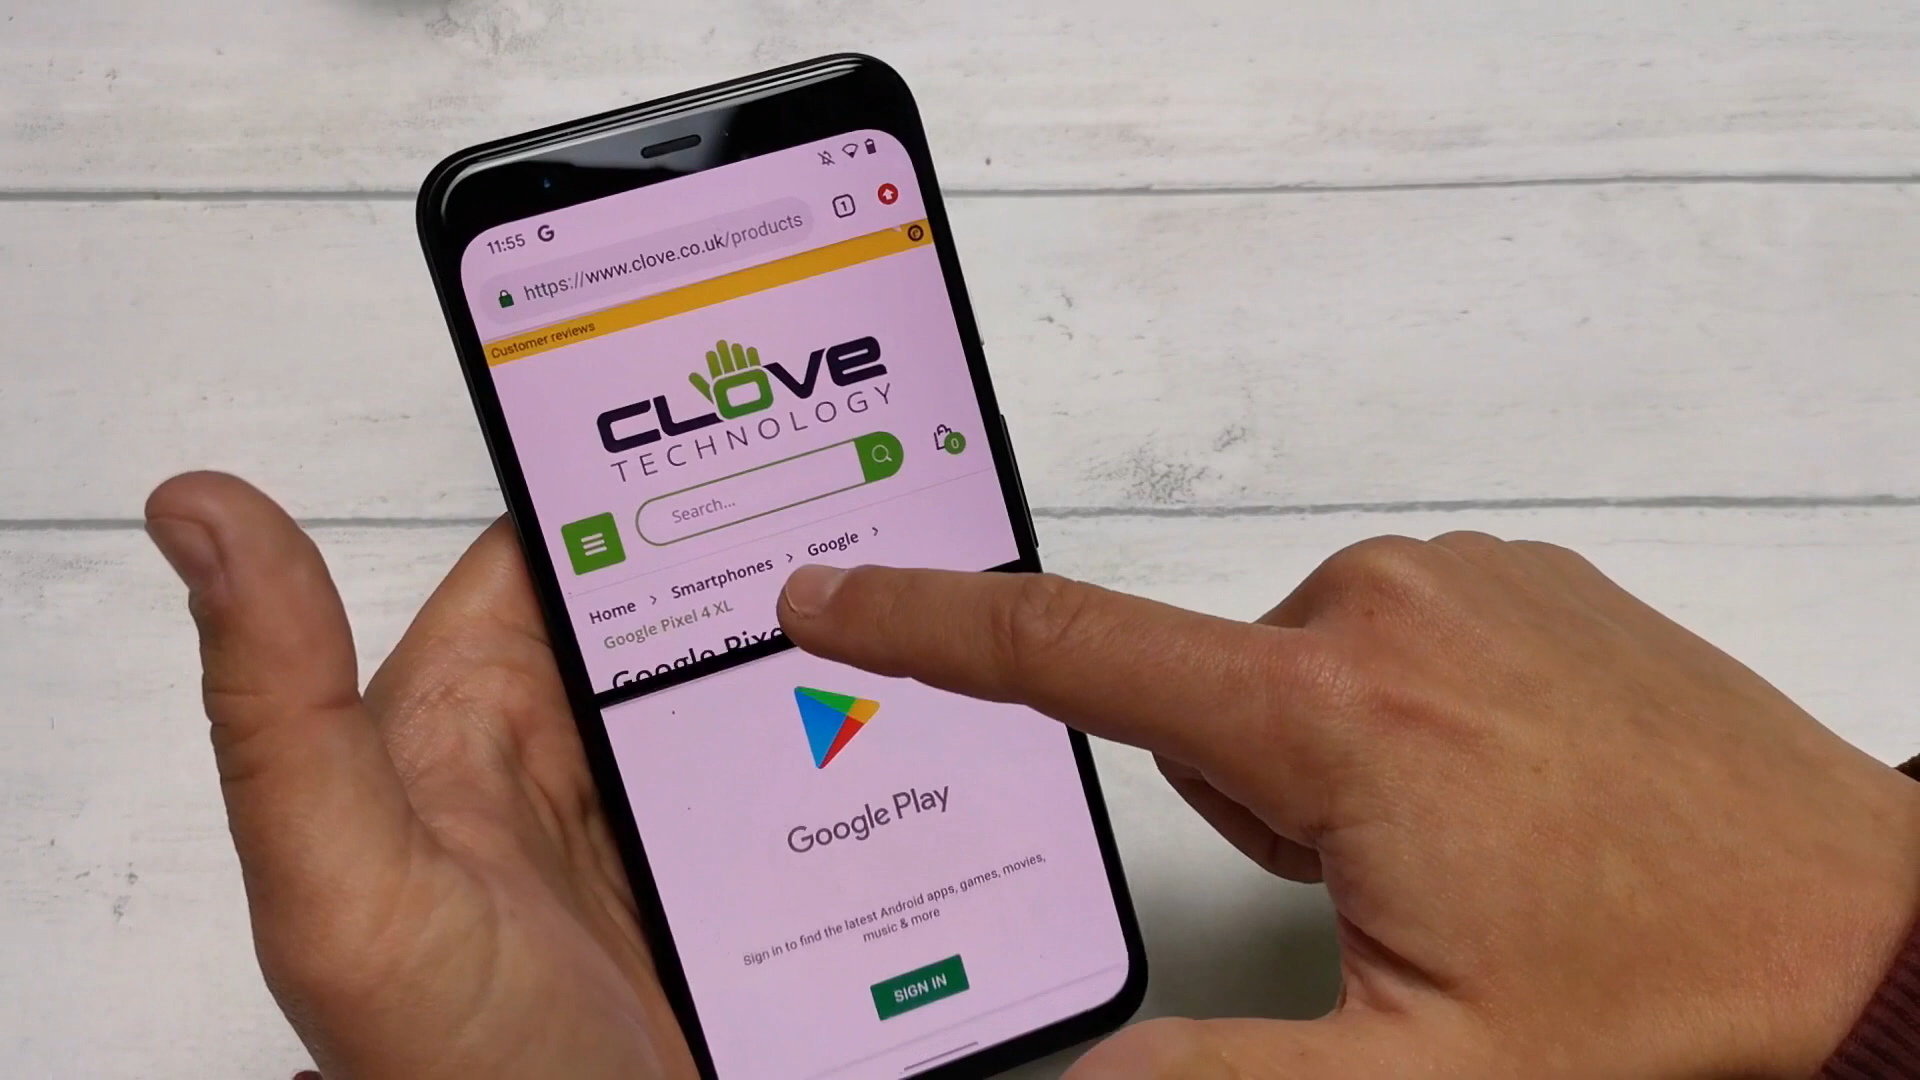 11:55 G
1
https://www.clove.co.uk/products
Customer reviews
CLOVE
TECHNOLOGY
Search...
0
Home > Smartphones > Google >
Google Pixel 4 XL
Google
Google Play
Sign in to find the latest Android apps, games, movies,
music & more
SIGN IN